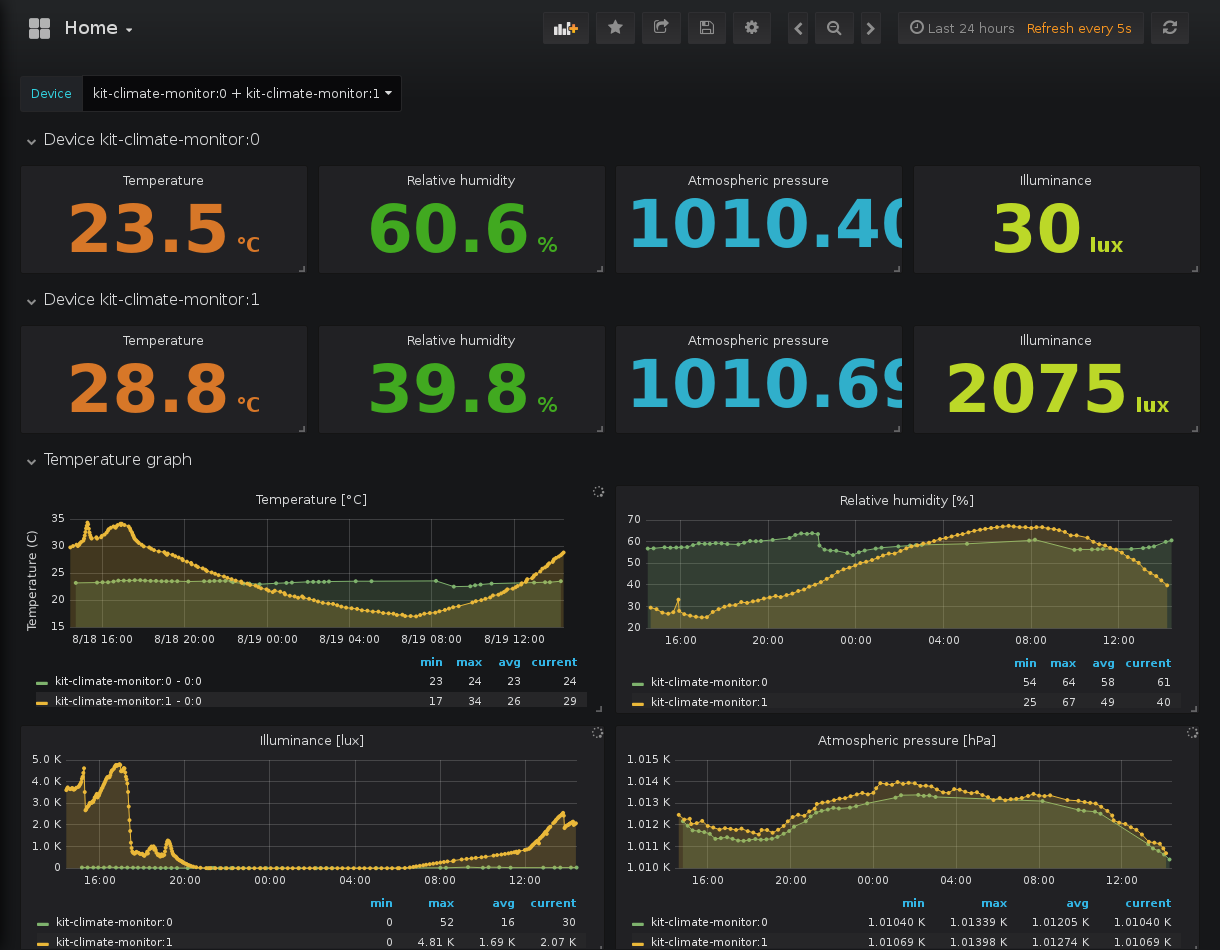 Home
Last 24 hours Refresh every 5s
Device kit-climate-monitor:0 + kit-climate-monitor:1
Device kit-climate-monitor:0
Temperature Relative humidity Atmospheric pressure Illuminance
23.5 °C 60.6 % 1010.40 30 lux
Device kit-climate-monitor:1
Temperature Relative humidity Atmospheric pressure Illuminance
28.8 °C 39.8 % 1010.69 2075 lux
Temperature graph
Temperature [°C]
Temperature (C)
35
30
25
20
15
8/18 16:00 8/18 20:00 8/19 00:00 8/19 04:00 8/19 08:00 8/19 12:00
min max avg current
kit-climate-monitor:0 - 0:0 23 24 23 24
kit-climate-monitor:1 - 0:0 17 34 26 29
Relative humidity [%]
70
60
50
40
30
20
16:00 20:00 00:00 04:00 08:00 12:00
min max avg current
kit-climate-monitor:0 54 64 58 61
kit-climate-monitor:1 25 67 49 40
Illuminance [lux]
5.0 K
4.0 K
3.0 K
2.0 K
1.0 K
0
16:00 20:00 00:00 04:00 08:00 12:00
min max avg current
kit-climate-monitor:0 0 52 16 30
kit-climate-monitor:1 0 4.81 K 1.69 K 2.07 K
Atmospheric pressure [hPa]
1.015 K
1.014 K
1.013 K
1.012 K
1.011 K
1.010 K
16:00 20:00 00:00 04:00 08:00 12:00
min max avg current
kit-climate-monitor:0 1.01040 K 1.01339 K 1.01205 K 1.01040 K
kit-climate-monitor:1 1.01069 K 1.01398 K 1.01274 K 1.01069 K